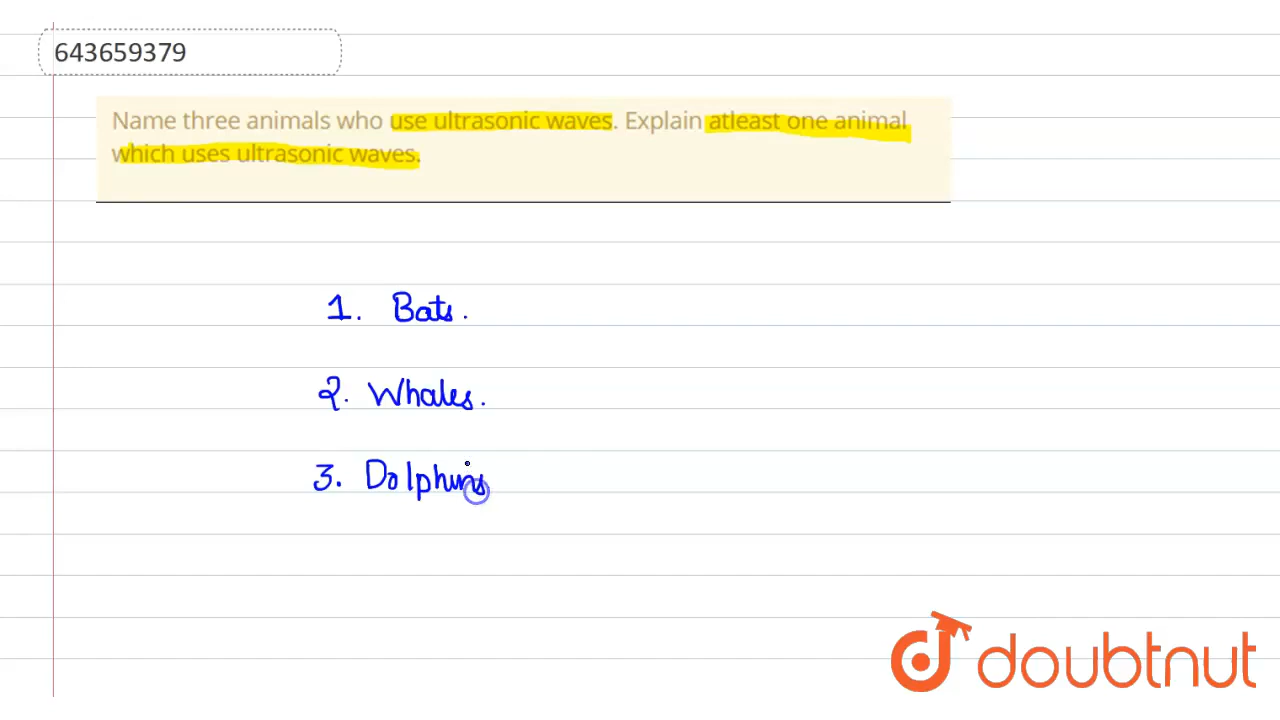 643659379
Name three animals who use ultrasonic waves. Explain atleast one animal
which uses ultrasonic waves.
1. Bats.
2. Whales.
3. Dolphins
doubtnut